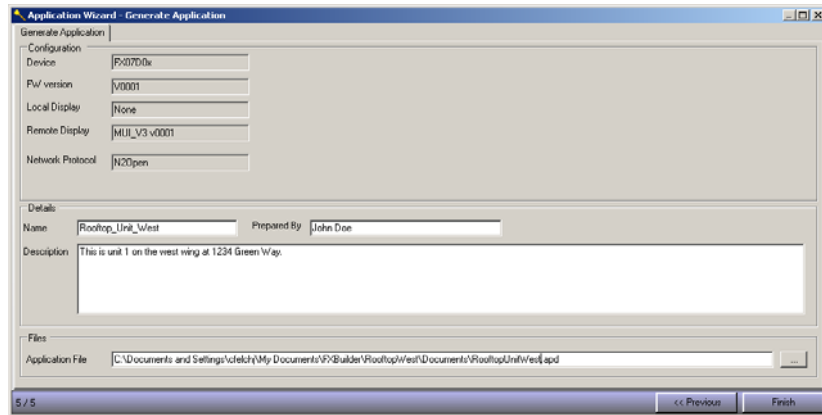 Application Wizard - Generate Application
Generate Application
Configuration
Device FX07D0x
FW version V0001
Local Display None
Remote Display MUI_V3 v0001
Network Protocol N2Open
Details
Name Rooftop_Unit_West Prepared By John Doe
Description This is unit 1 on the west wing at 1234 Green Way.
Files
Application File C:\Documents and Settings\cfelchj\My Documents\FXBuilder\RooftopWest\Documents\RooftopUnitWest.apd ...
5 / 5 << Previous Finish